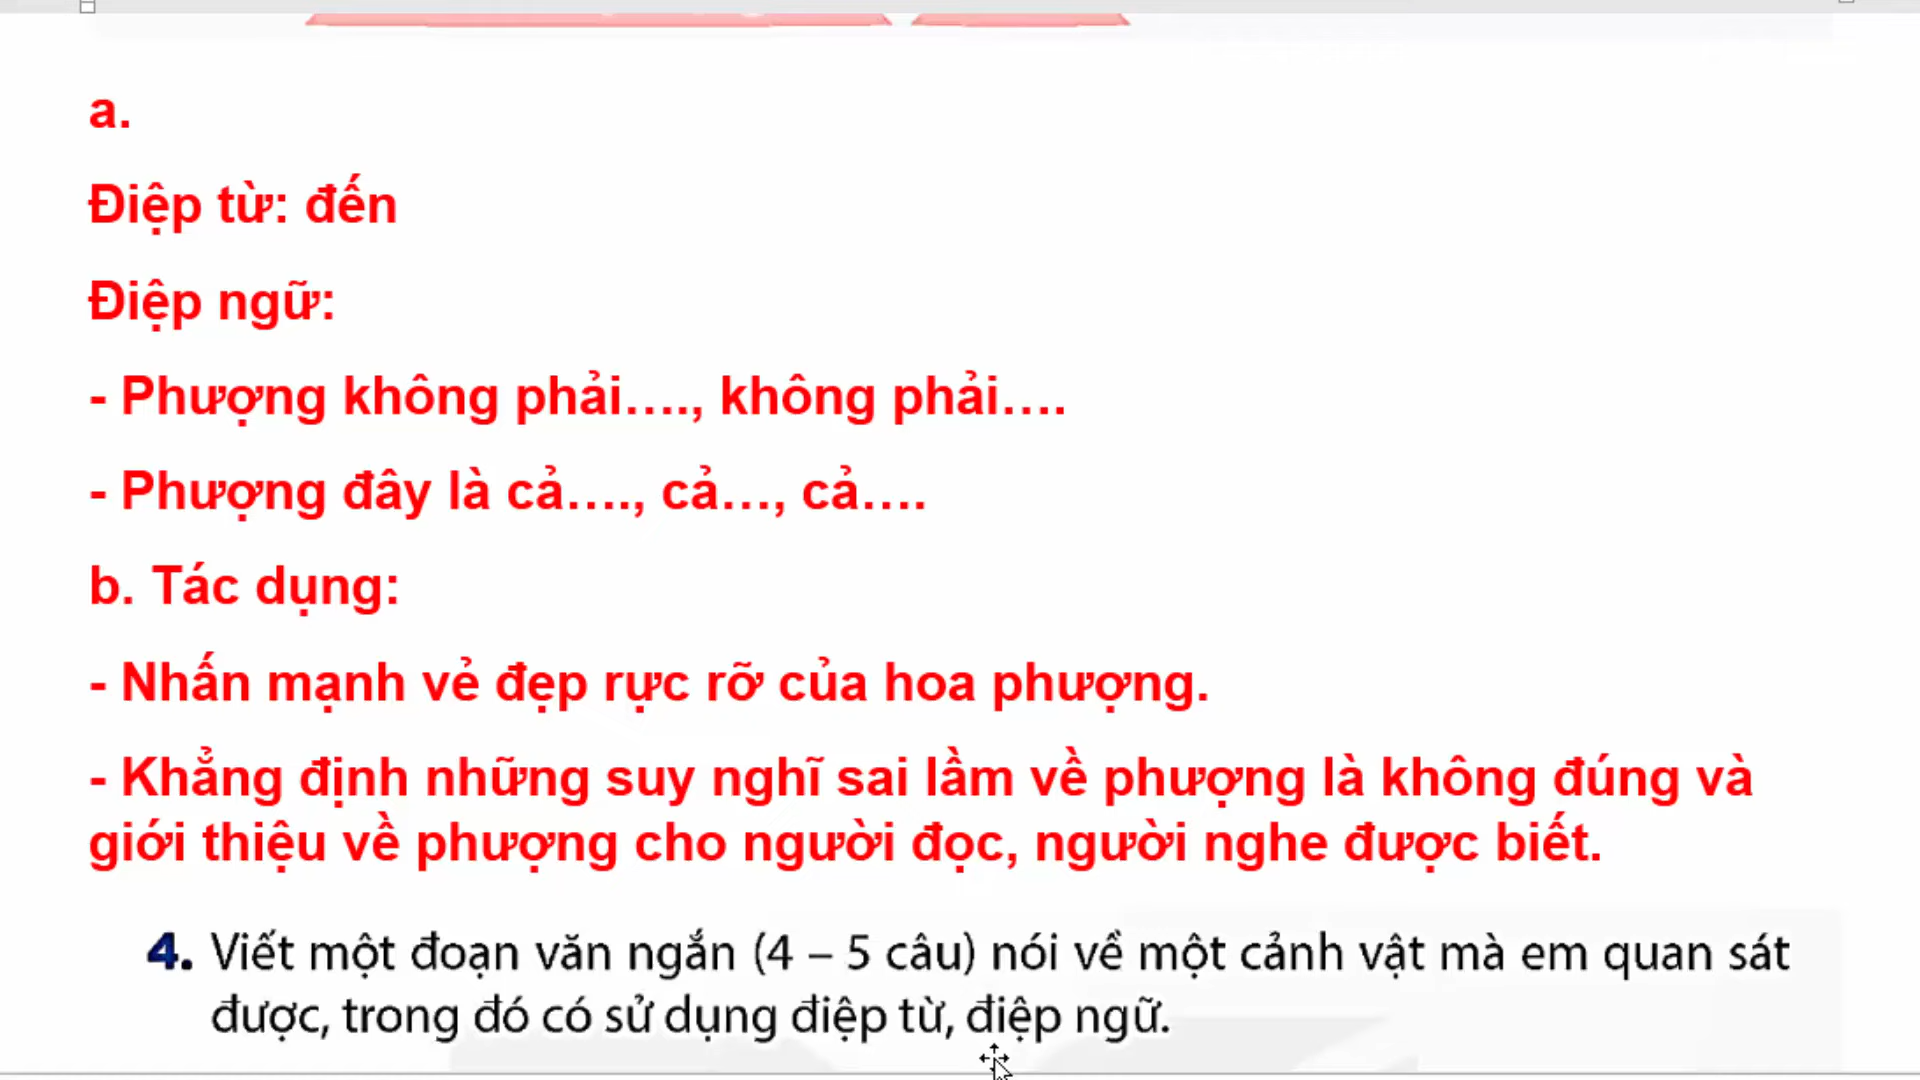 a.
Điệp từ: đến
Điệp ngữ:
- Phượng không phải…., không phải….
- Phượng đây là cả…., cả…, cả….
b. Tác dụng:
- Nhấn mạnh vẻ đẹp rực rỡ của hoa phượng.
- Khẳng định những suy nghĩ sai lầm về phượng là không đúng và
giới thiệu về phượng cho người đọc, người nghe được biết.
4. Viết một đoạn văn ngắn (4 – 5 câu) nói về một cảnh vật mà em quan sát
được, trong đó có sử dụng điệp từ, điệp ngữ.